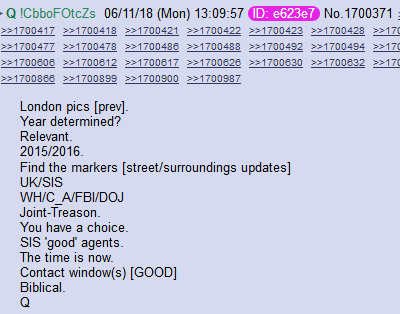 Q !CbboFOtcZs 06/11/18 (Mon) 13:09:57 ID: e623e7 No.1700371
>>1700417 >>1700418 >>1700421 >>1700422 >>1700423 >>1700428
>>1700477 >>1700478 >>1700486 >>1700488 >>1700492 >>1700494
>>1700606 >>1700612 >>1700617 >>1700626 >>1700630 >>1700632
>>1700866 >>1700899 >>1700900 >>1700987
London pics [prev].
Year determined?
Relevant.
2015/2016.
Find the markers [street/surroundings updates]
UK/SIS
WH/C_A/FBI/DOJ
Joint-Treason.
You have a choice.
SIS 'good' agents.
The time is now.
Contact window(s) [GOOD]
Biblical.
Q